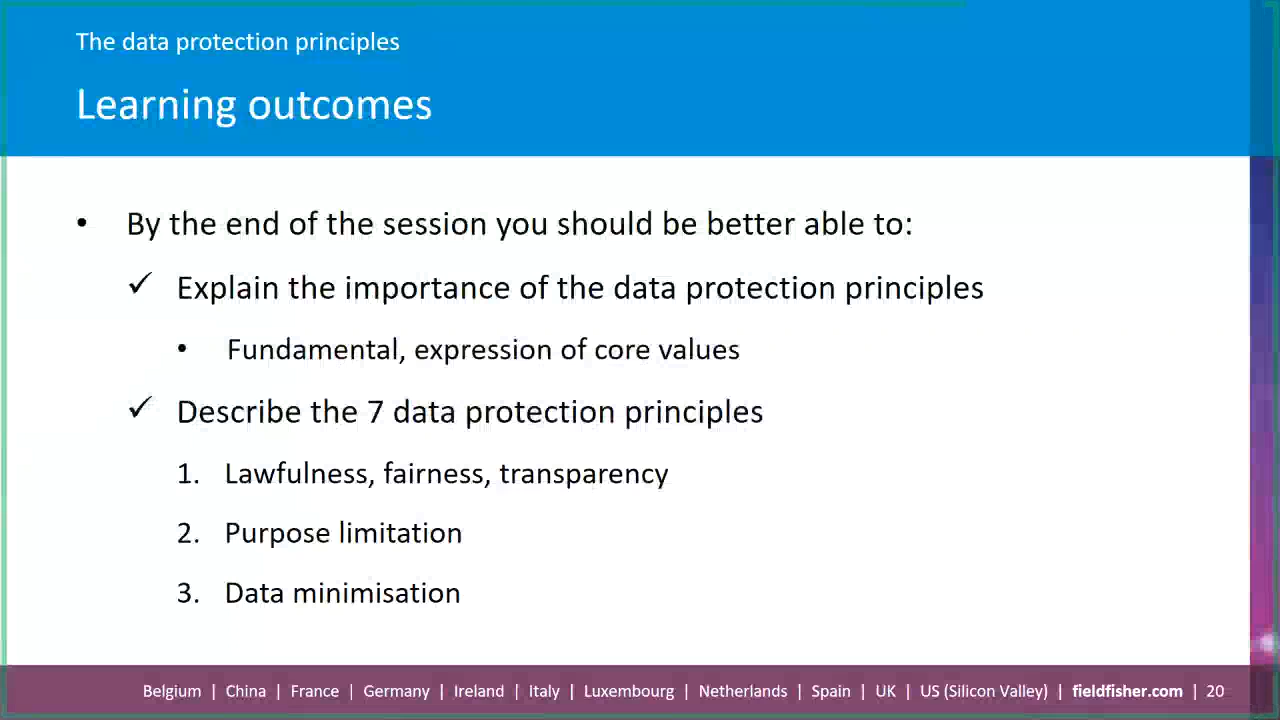 The data protection principles
Learning outcomes
• By the end of the session you should be better able to:
✓ Explain the importance of the data protection principles
• Fundamental, expression of core values
✓ Describe the 7 data protection principles
1. Lawfulness, fairness, transparency
2. Purpose limitation
3. Data minimisation
Belgium | China | France | Germany | Ireland | Italy | Luxembourg | Netherlands | Spain | UK | US (Silicon Valley) | fieldfisher.com | 20